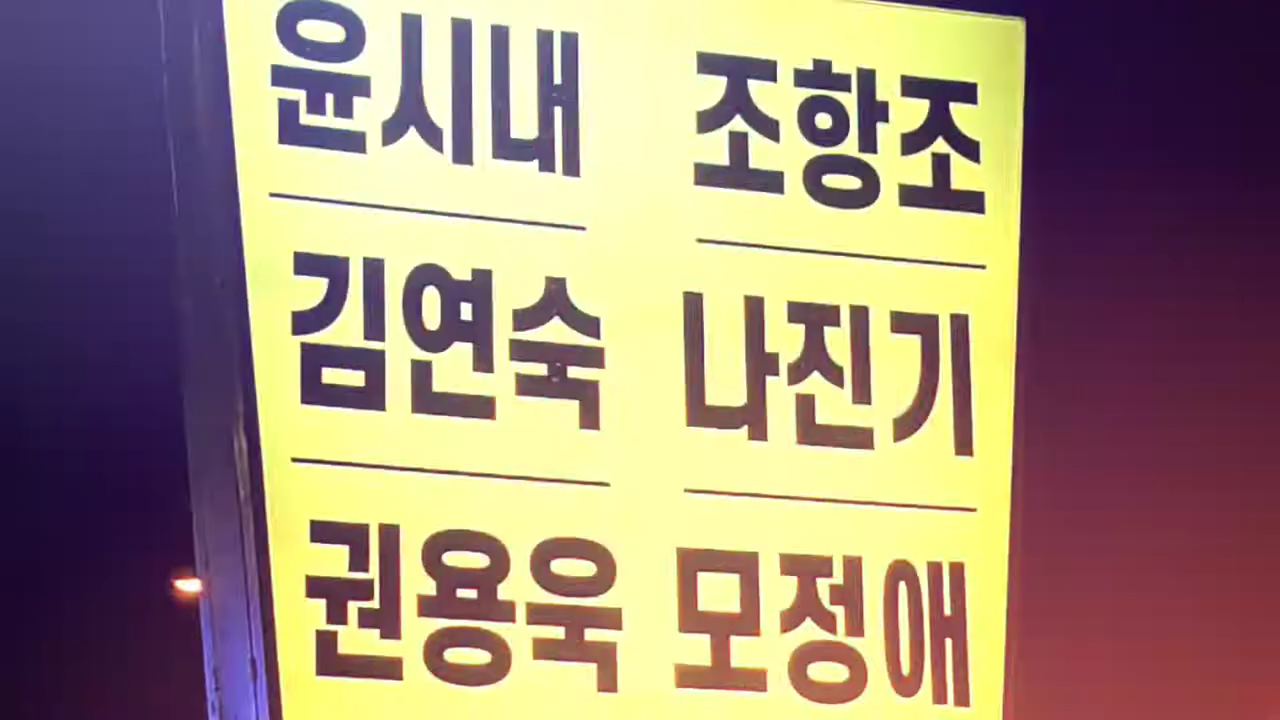 윤시내 조항조
김연숙 나진기
권용욱 모정애